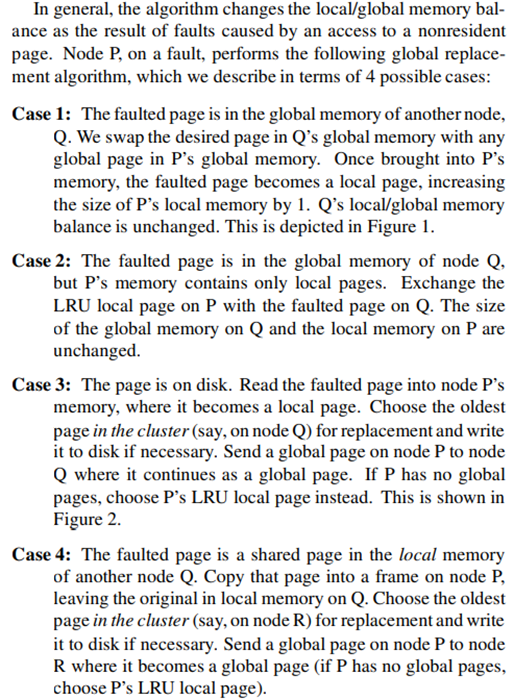 In general, the algorithm changes the local/global memory bal-
ance as the result of faults caused by an access to a nonresident
page. Node P, on a fault, performs the following global replace-
ment algorithm, which we describe in terms of 4 possible cases:
Case 1: The faulted page is in the global memory of another node,
Q. We swap the desired page in Q's global memory with any
global page in P's global memory. Once brought into P's
memory, the faulted page becomes a local page, increasing
the size of P's local memory by 1. Q's local/global memory
balance is unchanged. This is depicted in Figure 1.
Case 2: The faulted page is in the global memory of node Q,
but P's memory contains only local pages. Exchange the
LRU local page on P with the faulted page on Q. The size
of the global memory on Q and the local memory on P are
unchanged.
Case 3: The page is on disk. Read the faulted page into node P's
memory, where it becomes a local page. Choose the oldest
page in the cluster (say, on node Q) for replacement and write
it to disk if necessary. Send a global page on node P to node
Q where it continues as a global page. If P has no global
pages, choose P's LRU local page instead. This is shown in
Figure 2.
Case 4: The faulted page is a shared page in the local memory
of another node Q. Copy that page into a frame on node P,
leaving the original in local memory on Q. Choose the oldest
page in the cluster (say, on node R) for replacement and write
it to disk if necessary. Send a global page on node P to node
R where it becomes a global page (if P has no global pages,
choose P's LRU local page).